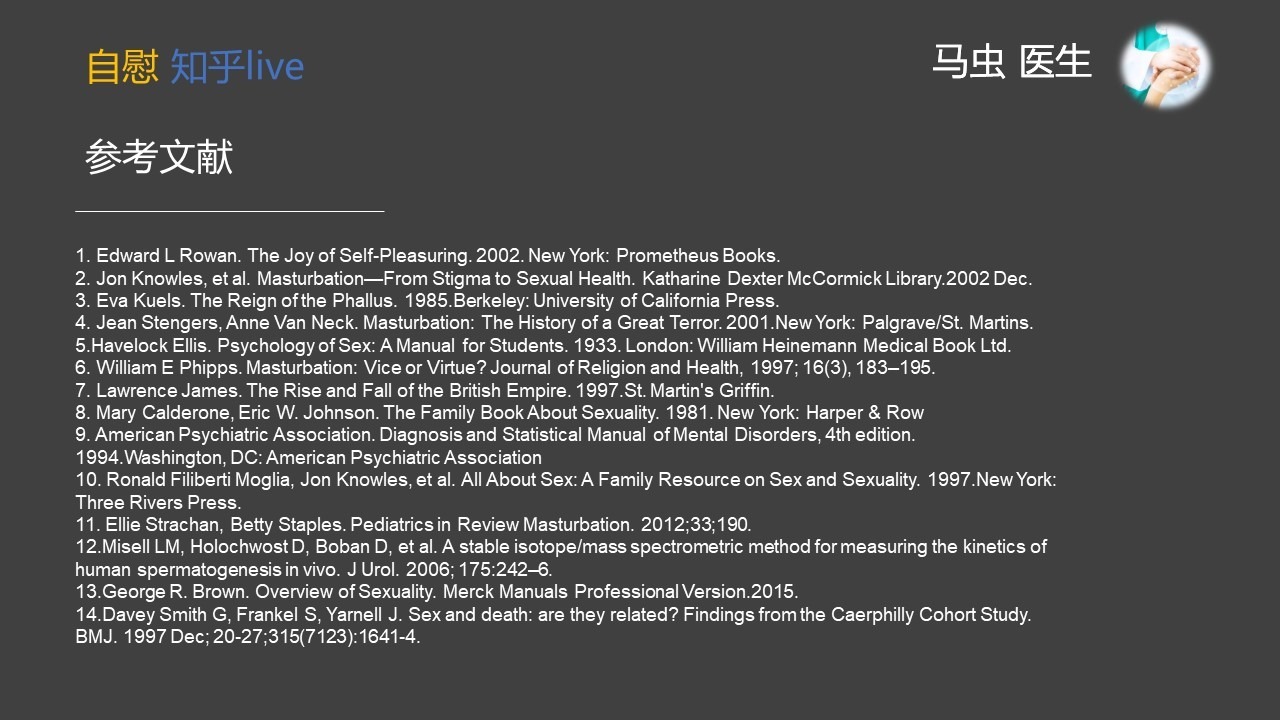 自慰 知乎live
马虫 医生
参考文献
1. Edward L Rowan. The Joy of Self-Pleasuring. 2002. New York: Prometheus Books.
2. Jon Knowles, et al. Masturbation—From Stigma to Sexual Health. Katharine Dexter McCormick Library.2002 Dec.
3. Eva Kuels. The Reign of the Phallus. 1985.Berkeley: University of California Press.
4. Jean Stengers, Anne Van Neck. Masturbation: The History of a Great Terror. 2001.New York: Palgrave/St. Martins.
5.Havelock Ellis. Psychology of Sex: A Manual for Students. 1933. London: William Heinemann Medical Book Ltd.
6. William E Phipps. Masturbation: Vice or Virtue? Journal of Religion and Health, 1997; 16(3), 183–195.
7. Lawrence James. The Rise and Fall of the British Empire. 1997.St. Martin's Griffin.
8. Mary Calderone, Eric W. Johnson. The Family Book About Sexuality. 1981. New York: Harper & Row
9. American Psychiatric Association. Diagnosis and Statistical Manual of Mental Disorders, 4th edition.
1994.Washington, DC: American Psychiatric Association
10. Ronald Filiberti Moglia, Jon Knowles, et al. All About Sex: A Family Resource on Sex and Sexuality. 1997.New York:
Three Rivers Press.
11. Ellie Strachan, Betty Staples. Pediatrics in Review Masturbation. 2012;33;190.
12.Misell LM, Holochwost D, Boban D, et al. A stable isotope/mass spectrometric method for measuring the kinetics of
human spermatogenesis in vivo. J Urol. 2006; 175:242–6.
13.George R. Brown. Overview of Sexuality. Merck Manuals Professional Version.2015.
14.Davey Smith G, Frankel S, Yarnell J. Sex and death: are they related? Findings from the Caerphilly Cohort Study.
BMJ. 1997 Dec; 20-27;315(7123):1641-4.